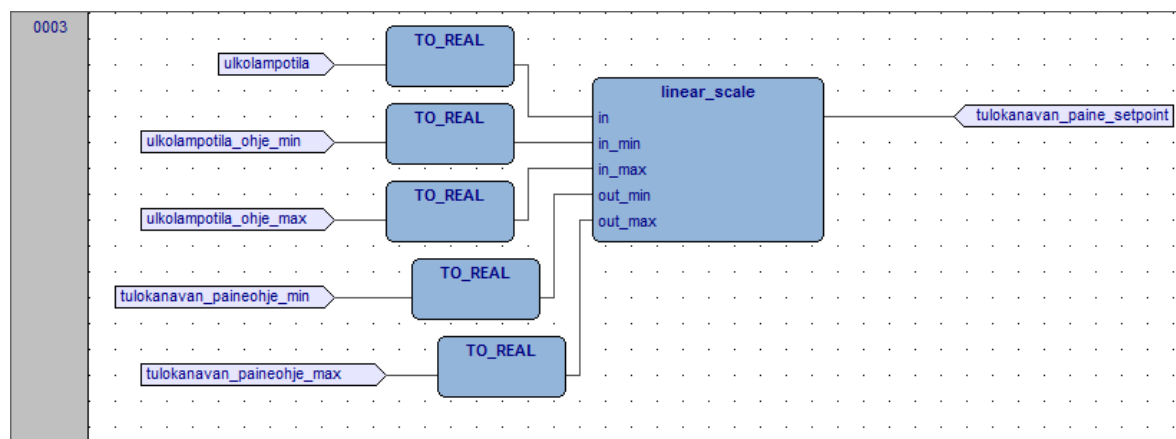 0003
TO_REAL
ulkolampotila
linear_scale
in
tulokanavan_paine_setpoint
TO_REAL
ulkolampotila_ohje_min
in_min
in_max
TO_REAL
out_min
ulkolampotila_ohje_max
out_max
TO_REAL
tulokanavan_paineohje_min
TO_REAL
tulokanavan_paineohje_max